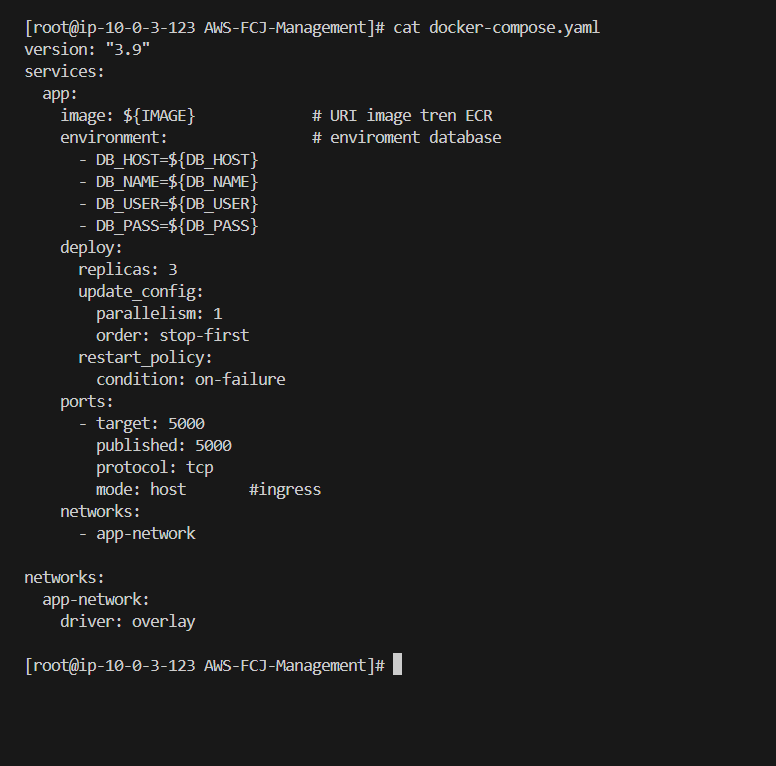 [root@ip-10-0-3-123 AWS-FCJ-Management]# cat docker-compose.yaml
version: "3.9"
services:
  app:
    image: ${IMAGE}             # URI image tren ECR
    environment:                # enviroment database
      - DB_HOST=${DB_HOST}
      - DB_NAME=${DB_NAME}
      - DB_USER=${DB_USER}
      - DB_PASS=${DB_PASS}
    deploy:
      replicas: 3
      update_config:
        parallelism: 1
        order: stop-first
      restart_policy:
        condition: on-failure
    ports:
      - target: 5000
        published: 5000
        protocol: tcp
        mode: host       #ingress
    networks:
      - app-network

networks:
  app-network:
    driver: overlay

[root@ip-10-0-3-123 AWS-FCJ-Management]#